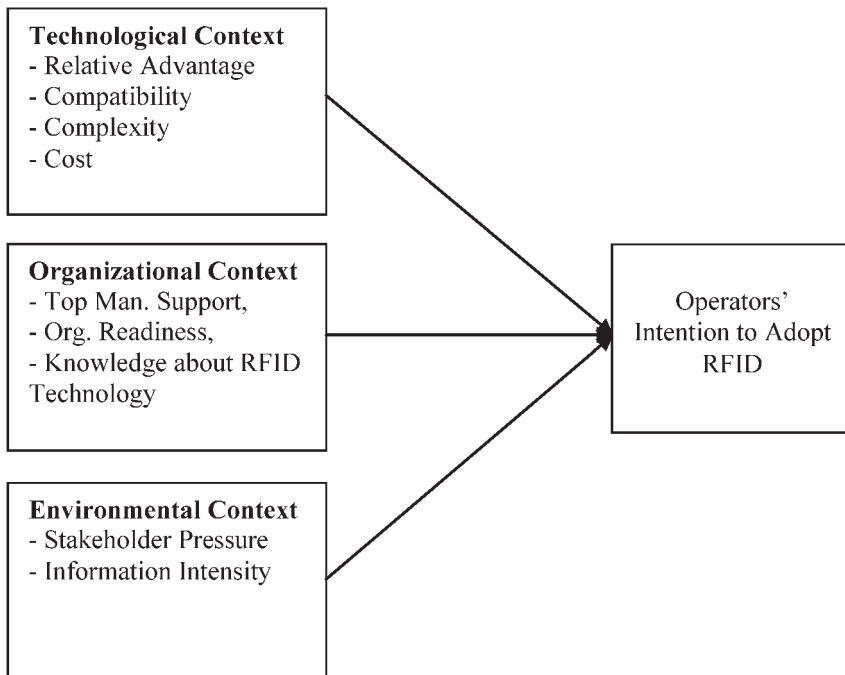 Technological Context
- Relative Advantage
- Compatibility
- Complexity
- Cost
Organizational Context
- Top Man. Support,
- Org. Readiness,
- Knowledge about RFID
Technology
Environmental Context
- Stakeholder Pressure
- Information Intensity
Operators’
Intention to Adopt
RFID